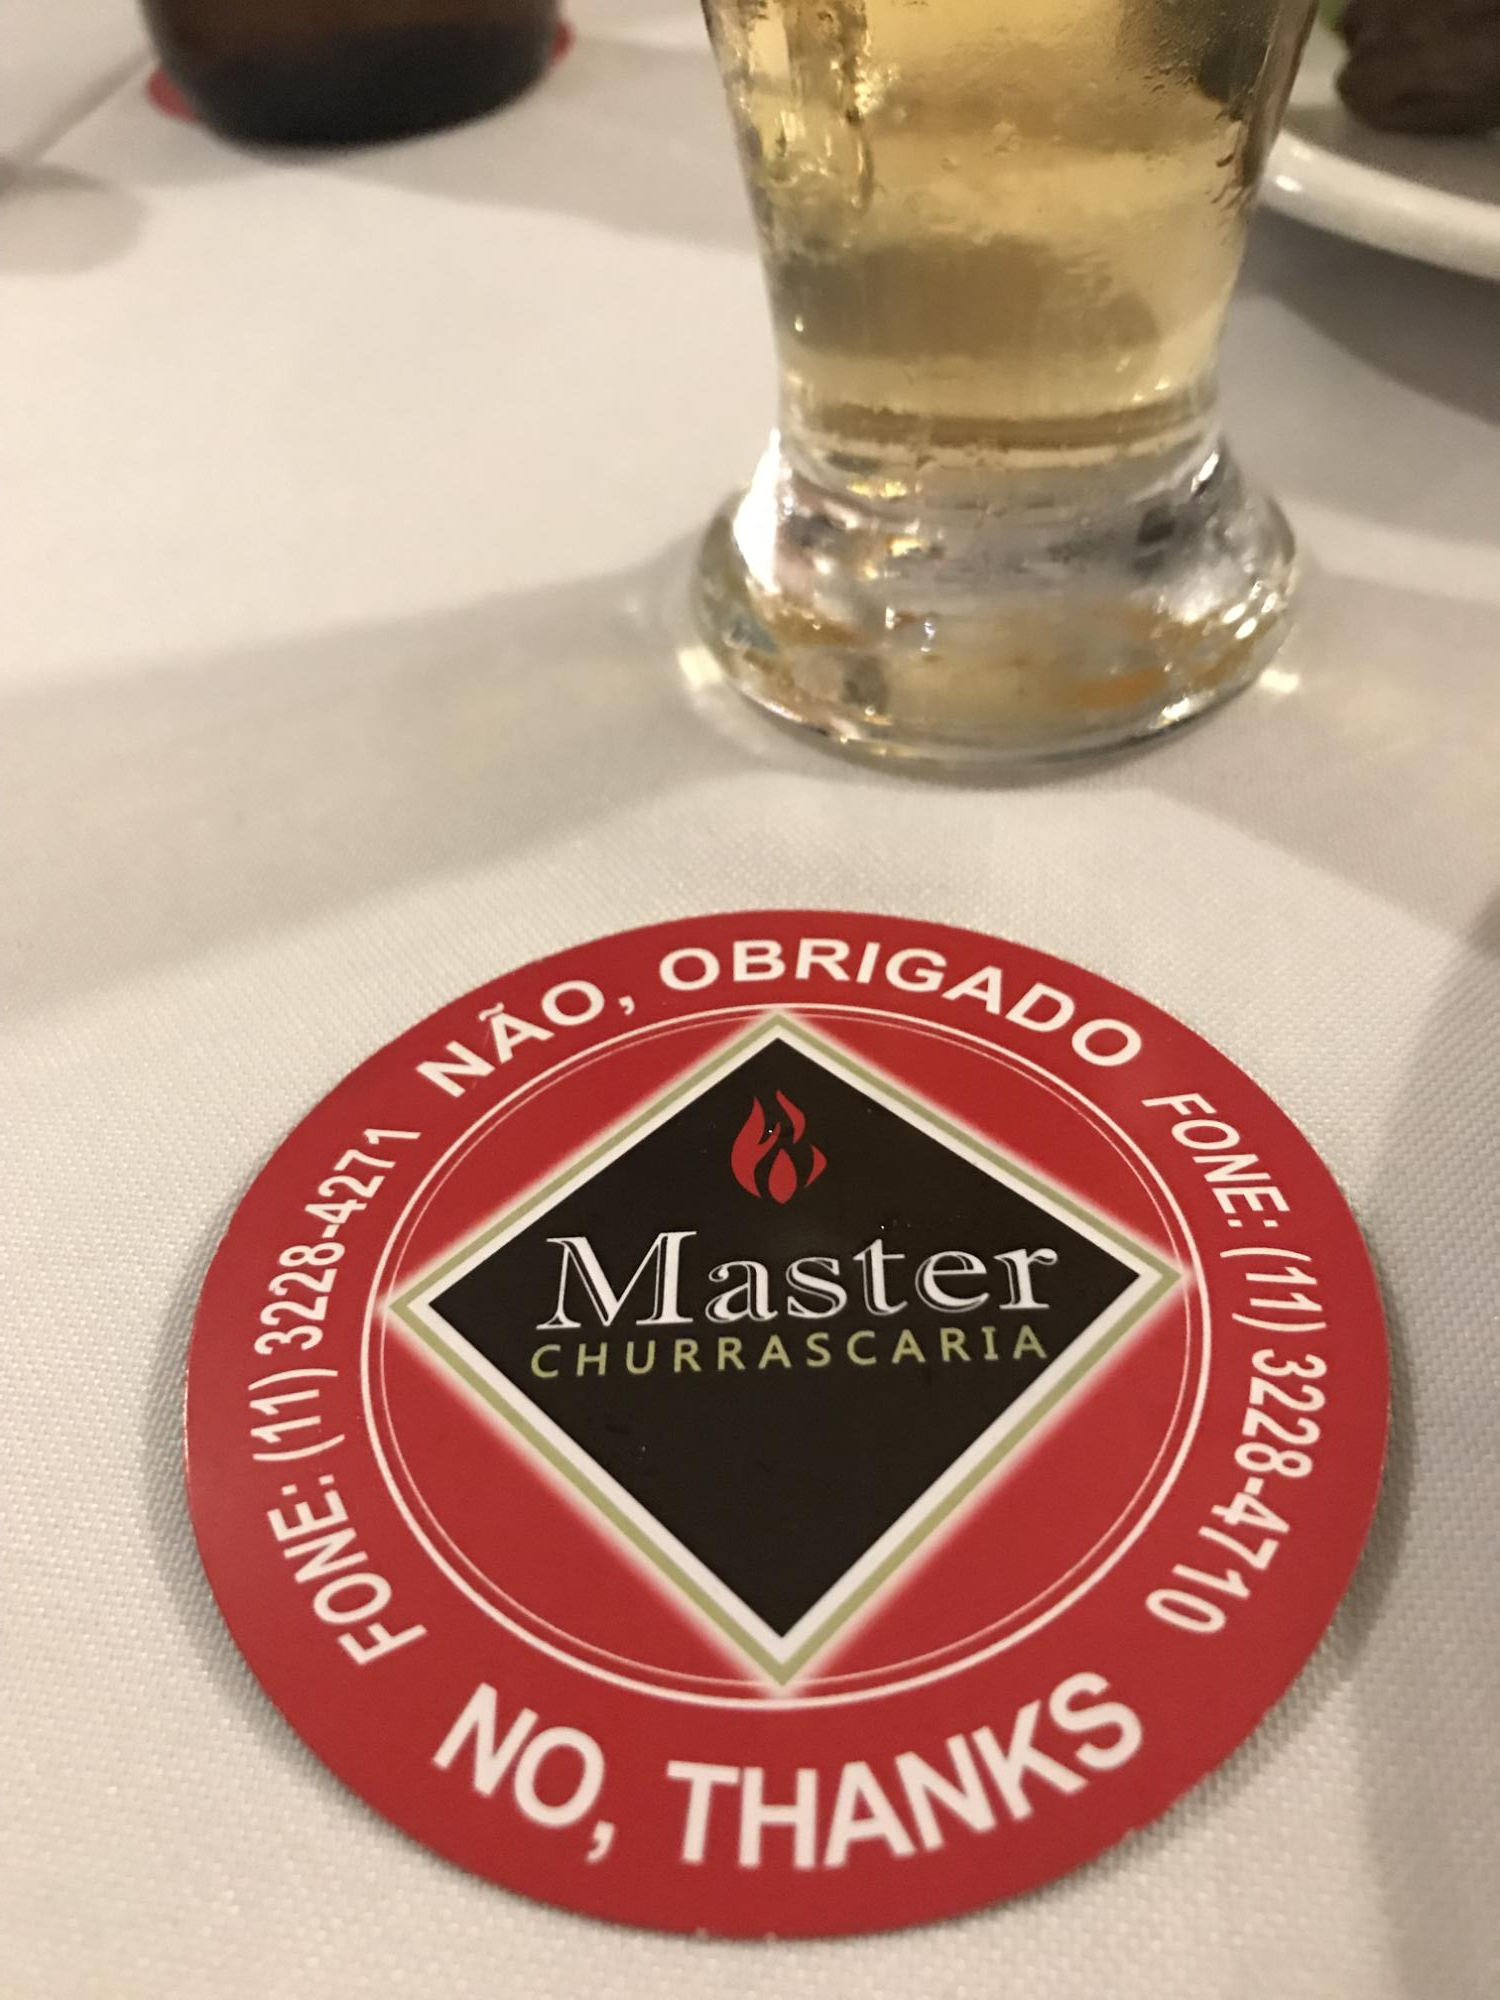 NÃO, OBRIGADO
FONE: (11) 3228-4710
FONE: (11) 3228-4271
Master
CHURRASCARIA
NO, THANKS